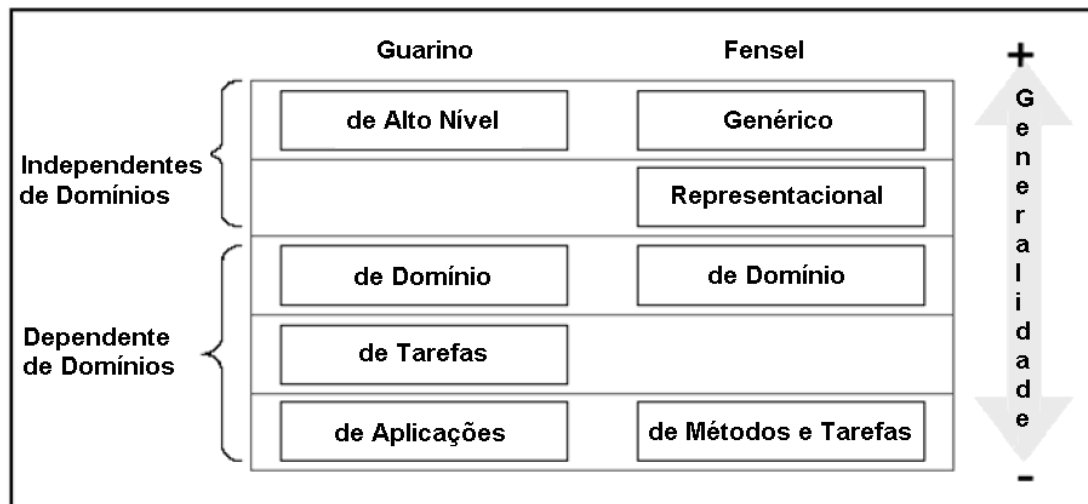 Guarino Fensel +
de Alto Nível Genérico
Independentes
de Domínios
Representacional
de Domínio de Domínio
Dependente
de Domínios
de Tarefas
de Aplicações de Métodos e Tarefas
Generalidade
-